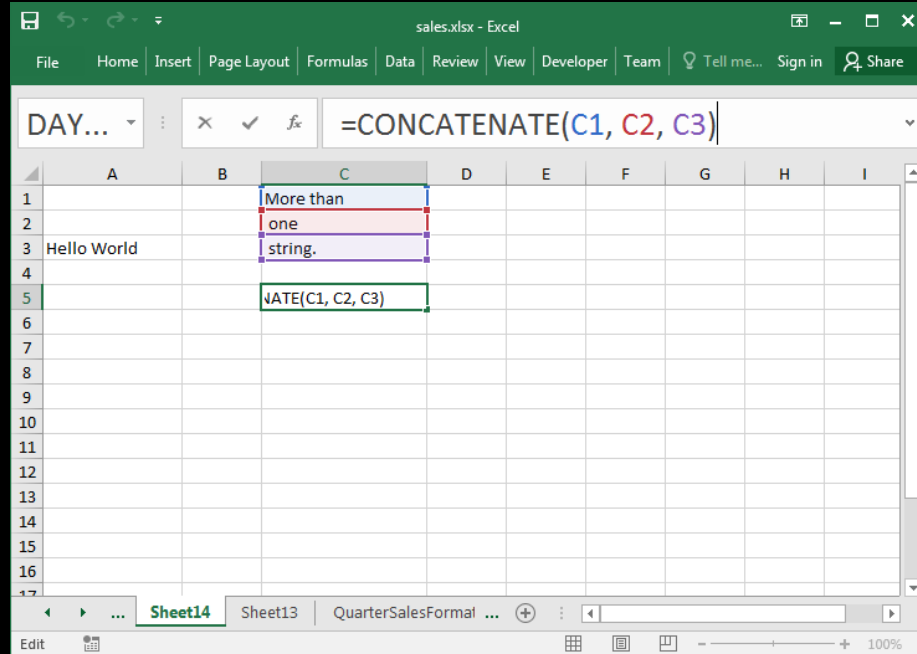 sales.xlsx - Excel
File Home Insert Page Layout Formulas Data Review View Developer Team Tell me... Sign in Share
DAY... fx =CONCATENATE(C1, C2, C3)
A B C D E F G H I
1 More than
2 one
3 Hello World string.
4
5 NATE(C1, C2, C3)
6
7
8
9
10
11
12
13
14
15
16
17
... Sheet14 Sheet13 QuarterSalesFormat ...
Edit 100%